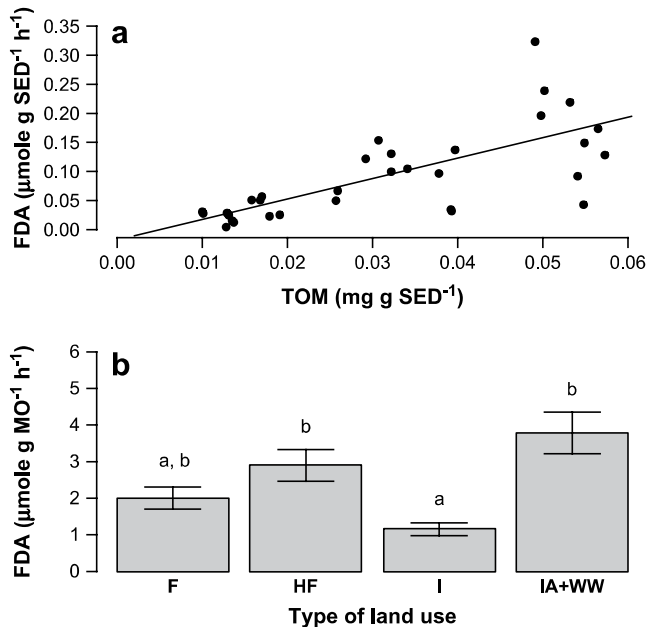 a
FDA (µmole g SED⁻¹ h⁻¹)
0.35
0.30
0.25
0.20
0.15
0.10
0.05
0.00
0.00 0.01 0.02 0.03 0.04 0.05 0.06
TOM (mg g SED⁻¹)
b
FDA (µmole g MO⁻¹ h⁻¹)
6
5
4
3
2
1
0
a, b
b
a
b
F HF I IA+WW
Type of land use